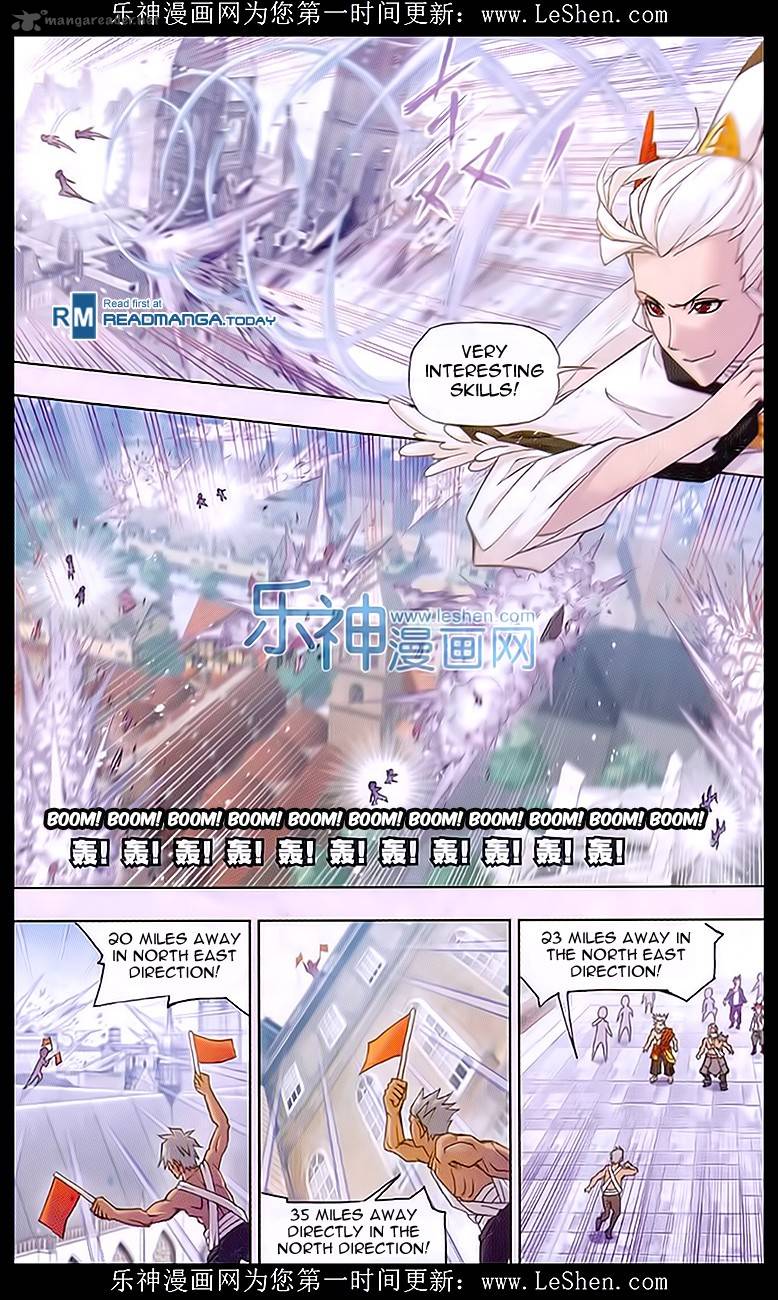 乐神漫画网为您第一时间更新：www.LeShen.com
mangareader.net
Read first at
RM READMANGA.TODAY
VERY
INTERESTING
SKILLS!
乐神漫画网
www.leshen.com
BOOM! BOOM! BOOM! BOOM! BOOM! BOOM! BOOM! BOOM! BOOM! BOOM! BOOM!
轰！轰！轰！轰！轰！轰！轰！轰！轰！轰！轰！
20 MILES AWAY
IN NORTH EAST
DIRECTION!
35 MILES AWAY
DIRECTLY IN THE
NORTH DIRECTION!
23 MILES AWAY IN
THE NORTH EAST
DIRECTION!
乐神漫画网为您第一时间更新：www.LeShen.com